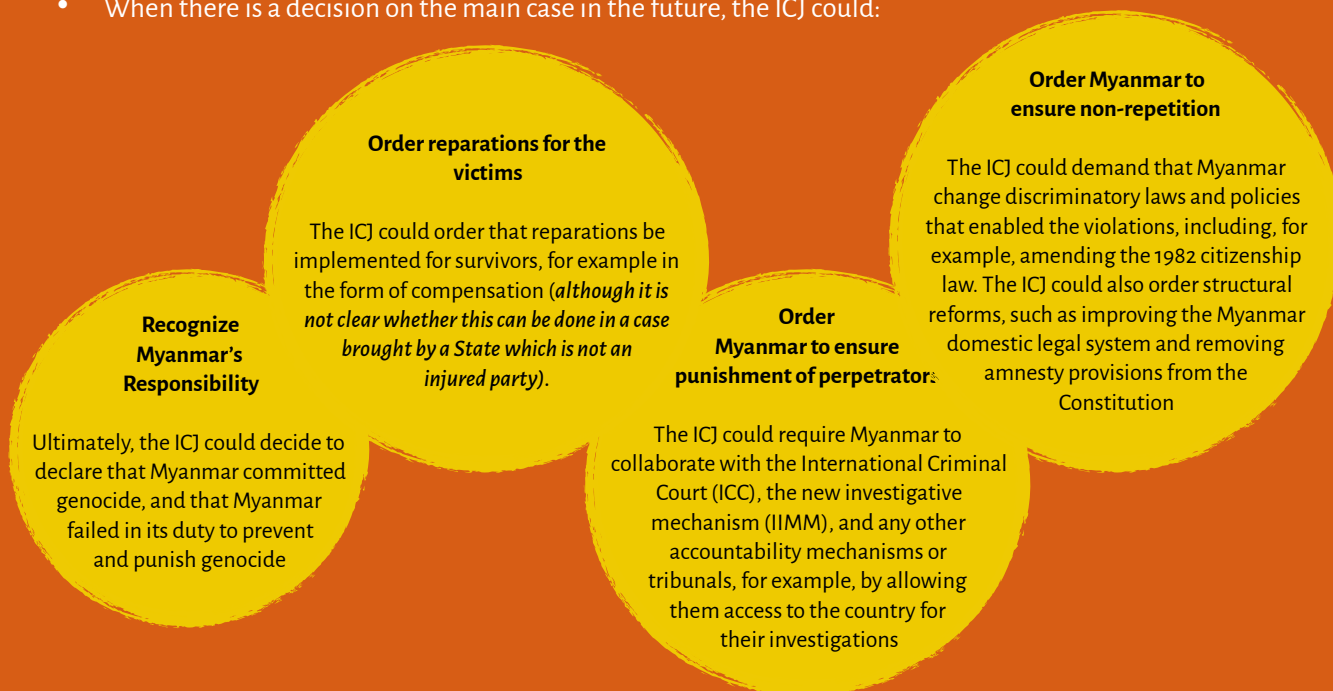 • When there is a decision on the main case in the future, the ICJ could:
Recognize
Myanmar's
Responsibility
Ultimately, the ICJ could decide to
declare that Myanmar committed
genocide, and that Myanmar
failed in its duty to prevent
and punish genocide
Order reparations for the
victims
The ICJ could order that reparations be
implemented for survivors, for example in
the form of compensation (although it is
not clear whether this can be done in a case
brought by a State which is not an
injured party).
Order
Myanmar to ensure
punishment of perpetrators
The ICJ could require Myanmar to
collaborate with the International Criminal
Court (ICC), the new investigative
mechanism (IIMM), and any other
accountability mechanisms or
tribunals, for example, by allowing
them access to the country for
their investigations
Order Myanmar to
ensure non-repetition
The ICJ could demand that Myanmar
change discriminatory laws and policies
that enabled the violations, including, for
example, amending the 1982 citizenship
law. The ICJ could also order structural
reforms, such as improving the Myanmar
domestic legal system and removing
amnesty provisions from the
Constitution